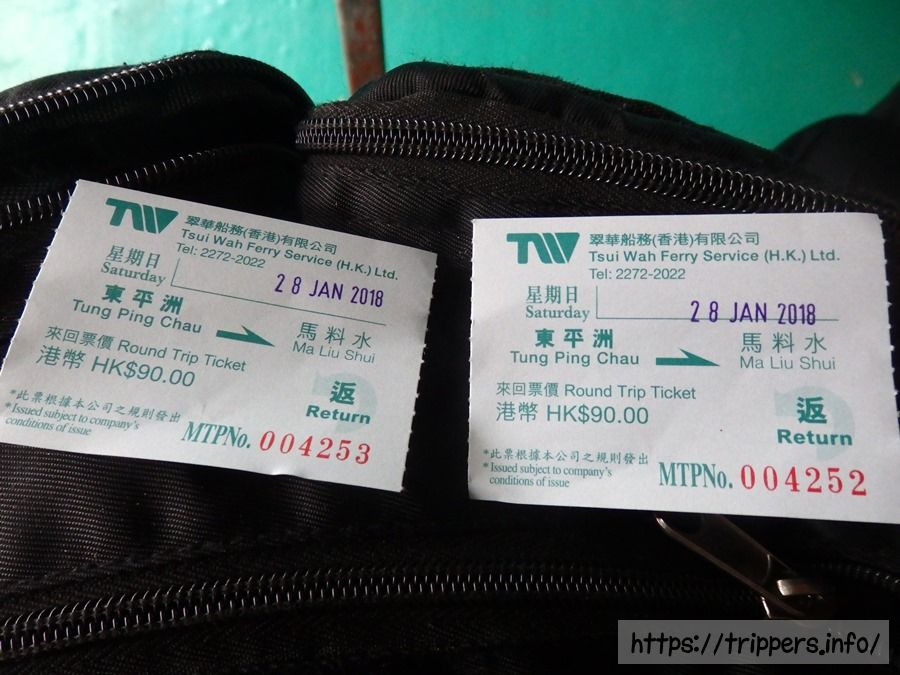 TW 翠華船務(香港)有限公司
Tsui Wah Ferry Service (H.K.) Ltd.
Tel: 2272-2022
星期日
Saturday
28 JAN 2018
東平洲 馬料水
Tung Ping Chau Ma Liu Shui
來回票價 Round Trip Ticket
港幣 HK$90.00
返
Return
*此票根據本公司之規則發出
*Issued subject to company's
conditions of issue
MTPNo. 004253
TW 翠華船務(香港)有限公司
Tsui Wah Ferry Service (H.K.) Ltd.
Tel: 2272-2022
星期日
Saturday
28 JAN 2018
東平洲 馬料水
Tung Ping Chau Ma Liu Shui
來回票價 Round Trip Ticket
港幣 HK$90.00
返
Return
*此票根據本公司之規則發出
*Issued subject to company's
conditions of issue
MTPNo. 004252
https://trippers.info/